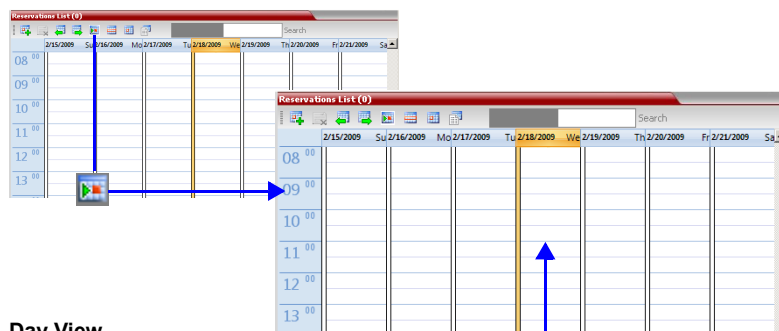 Reservations List (0)
Search
2/15/2009 Su 2/16/2009 Mo 2/17/2009 Tu 2/18/2009 We 2/19/2009 Th 2/20/2009 Fr 2/21/2009 Sa
08 00
09 00
10 00
11 00
12 00
13 00
Reservations List (0)
Search
2/15/2009 Su 2/16/2009 Mo 2/17/2009 Tu 2/18/2009 We 2/19/2009 Th 2/20/2009 Fr 2/21/2009 Sa
08 00
09 00
10 00
11 00
12 00
13 00
Day View